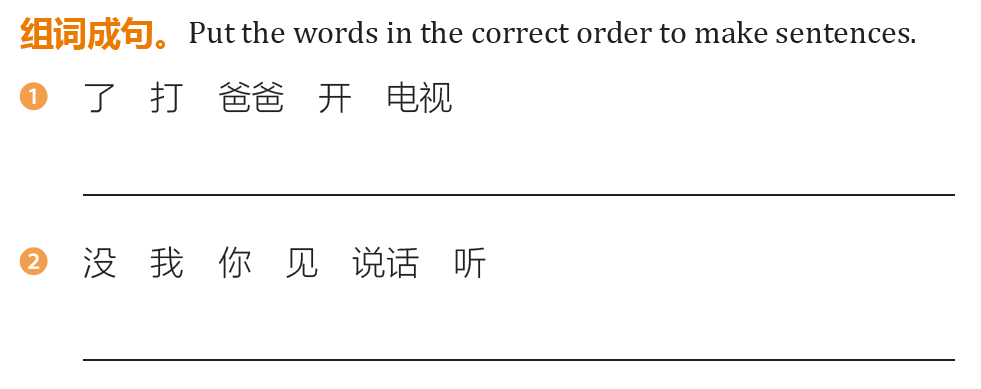 组词成句。Put the words in the correct order to make sentences.
1 了 打 爸爸 开 电视
2 没 我 你 见 说话 听